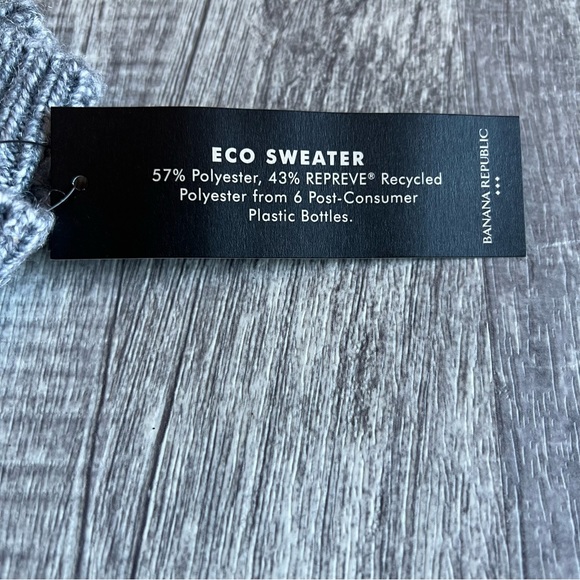 ECO SWEATER
57% Polyester, 43% REPREVE® Recycled
Polyester from 6 Post-Consumer
Plastic Bottles.
BANANA REPUBLIC